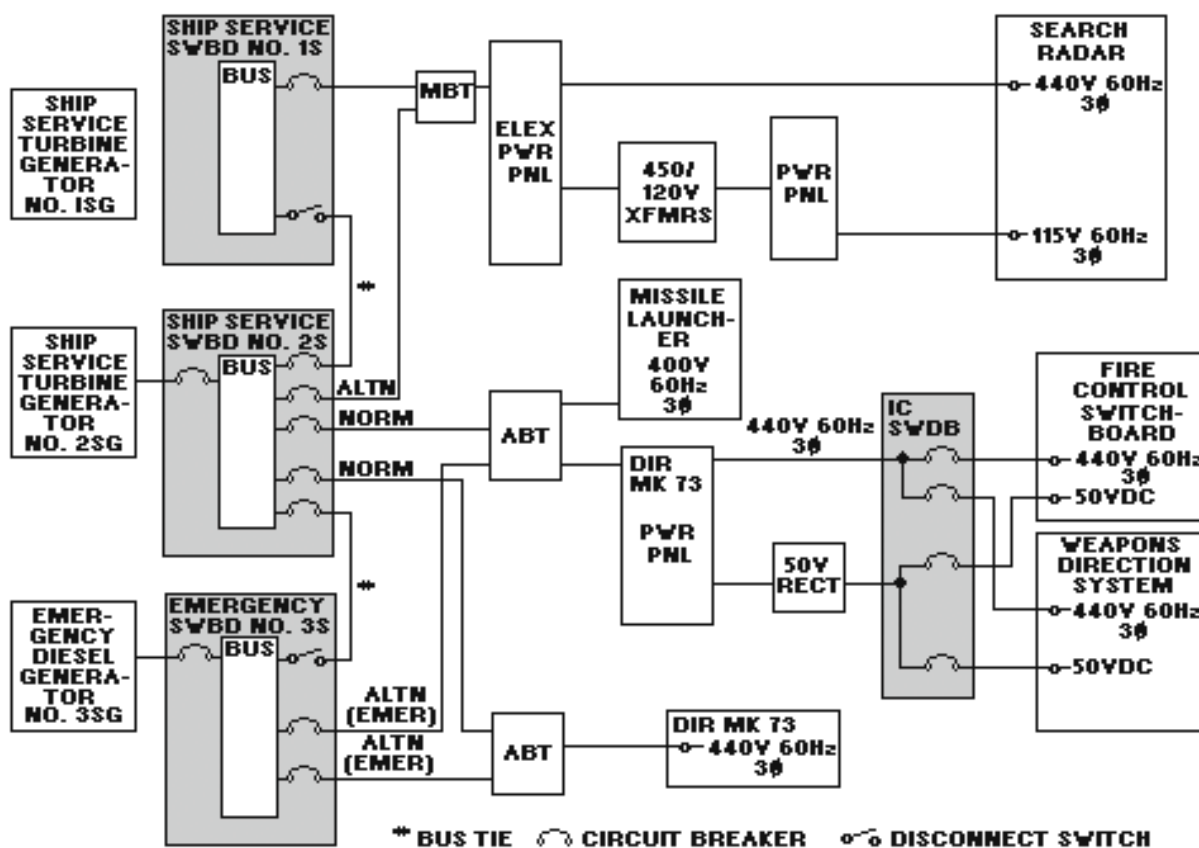 SHIP SERVICE
SWBD NO. 1S
BUS
SHIP
SERVICE
TURBINE
GENERA-
TOR
NO. 1SG
MBT
ELEX
PWR
PNL
450/
120V
XFMRS
PWR
PNL
SEARCH
RADAR
440V 60Hz
3ϕ
115V 60Hz
3ϕ
SHIP SERVICE
SWBD NO. 2S
BUS
SHIP
SERVICE
TURBINE
GENERA-
TOR
NO. 2SG
ALTN
NORM
NORM
ABT
MISSILE
LAUNCH-
ER
400V
60Hz
3ϕ
DIR
MK 73
PWR
PNL
440V 60Hz
3ϕ
50V
RECT
IC
SWDB
FIRE
CONTROL
SWITCH-
BOARD
440V 60Hz
3ϕ
50VDC
WEAPONS
DIRECTION
SYSTEM
440V 60Hz
3ϕ
50VDC
EMERGENCY
SWBD NO. 3S
BUS
EMER-
GENCY
DIESEL
GENERA-
TOR
NO. 3SG
ALTN
(EMER)
ALTN
(EMER)
ABT
DIR MK 73
440V 60Hz
3ϕ
* BUS TIE CIRCUIT BREAKER DISCONNECT SWITCH